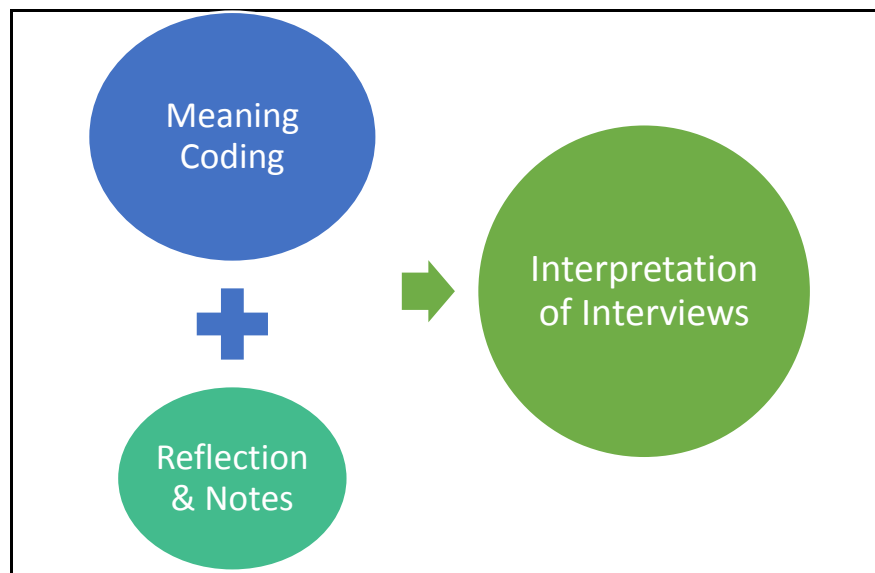 Meaning
Coding
Reflection
& Notes
Interpretation
of Interviews